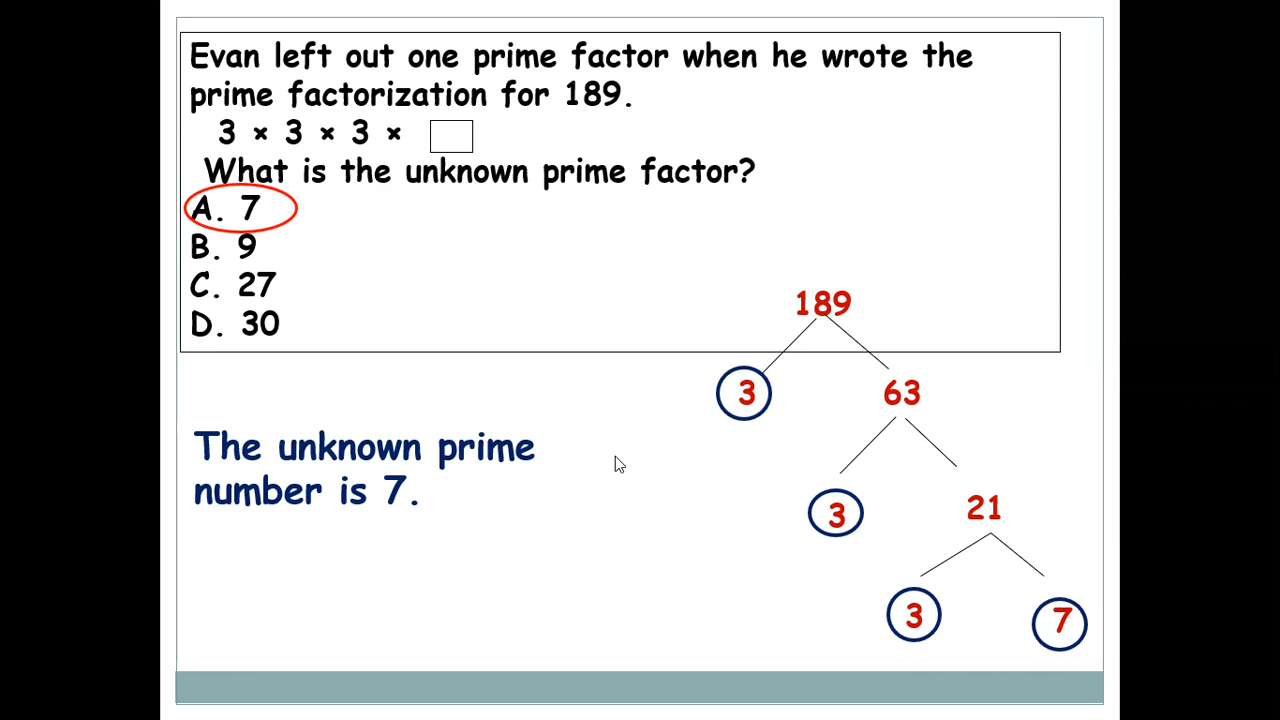 Evan left out one prime factor when he wrote the
prime factorization for 189.
3 × 3 × 3 ×
What is the unknown prime factor?
A. 7
B. 9
C. 27
D. 30
189
3 63
The unknown prime
number is 7.
3 21
3 7